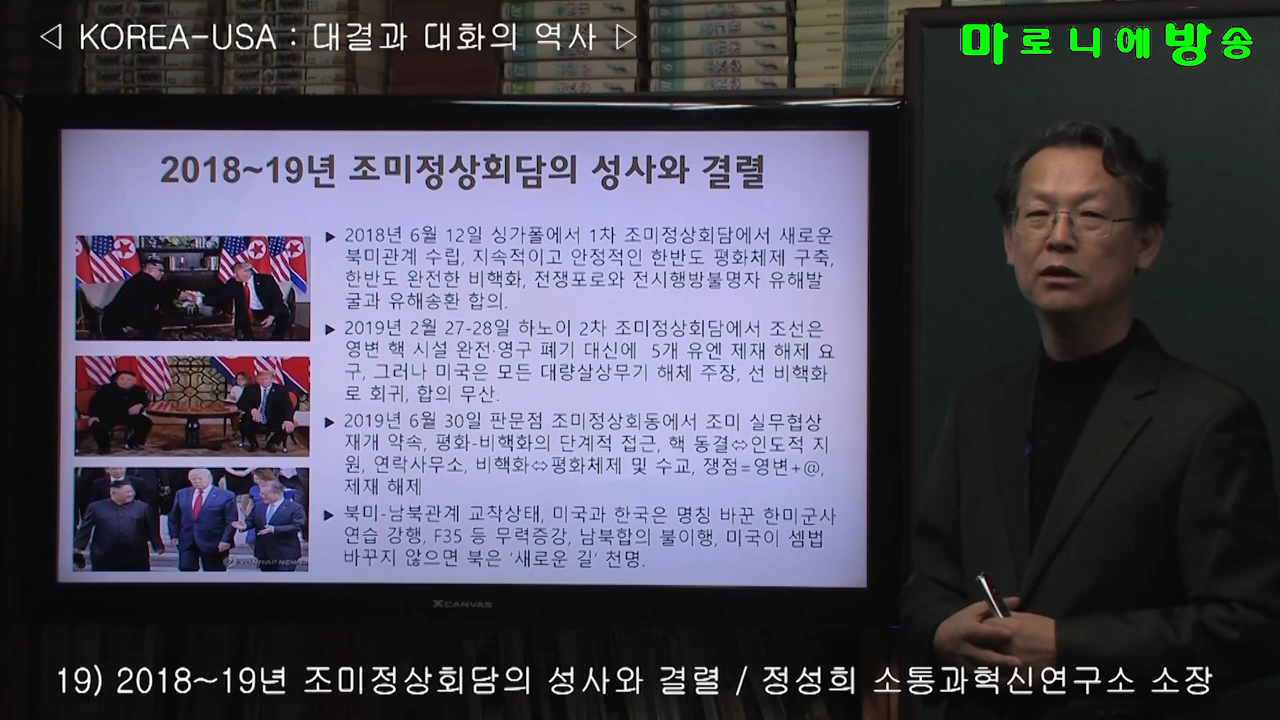 ◁ KOREA-USA : 대결과 대화의 역사 ▷
마로니에방송
2018~19년 조미정상회담의 성사와 결렬
▶ 2018년 6월 12일 싱가폴에서 1차 조미정상회담에서 새로운
북미관계 수립, 지속적이고 안정적인 한반도 평화체제 구축,
한반도 완전한 비핵화, 전쟁포로와 전시행방불명자 유해발
굴과 유해송환 합의.
▶ 2019년 2월 27-28일 하노이 2차 조미정상회담에서 조선은
영변 핵 시설 완전·영구 폐기 대신에 5개 유엔 제재 해제 요
구, 그러나 미국은 모든 대량살상무기 해체 주장, 선 비핵화
로 회귀, 합의 무산.
▶ 2019년 6월 30일 판문점 조미정상회동에서 조미 실무협상
재개 약속, 평화-비핵화의 단계적 접근, 핵 동결⇔인도적 지
원, 연락사무소, 비핵화⇔평화체제 및 수교, 쟁점=영변+@,
제재 해제
▶ 북미-남북관계 교착상태, 미국과 한국은 명칭 바꾼 한미군사
연습 강행, F35 등 무력증강, 남북합의 불이행, 미국이 셈법
바꾸지 않으면 북은 '새로운 길' 천명.
YONHAP NEWS
XCANVAS
19) 2018~19년 조미정상회담의 성사와 결렬 / 정성희 소통과혁신연구소 소장